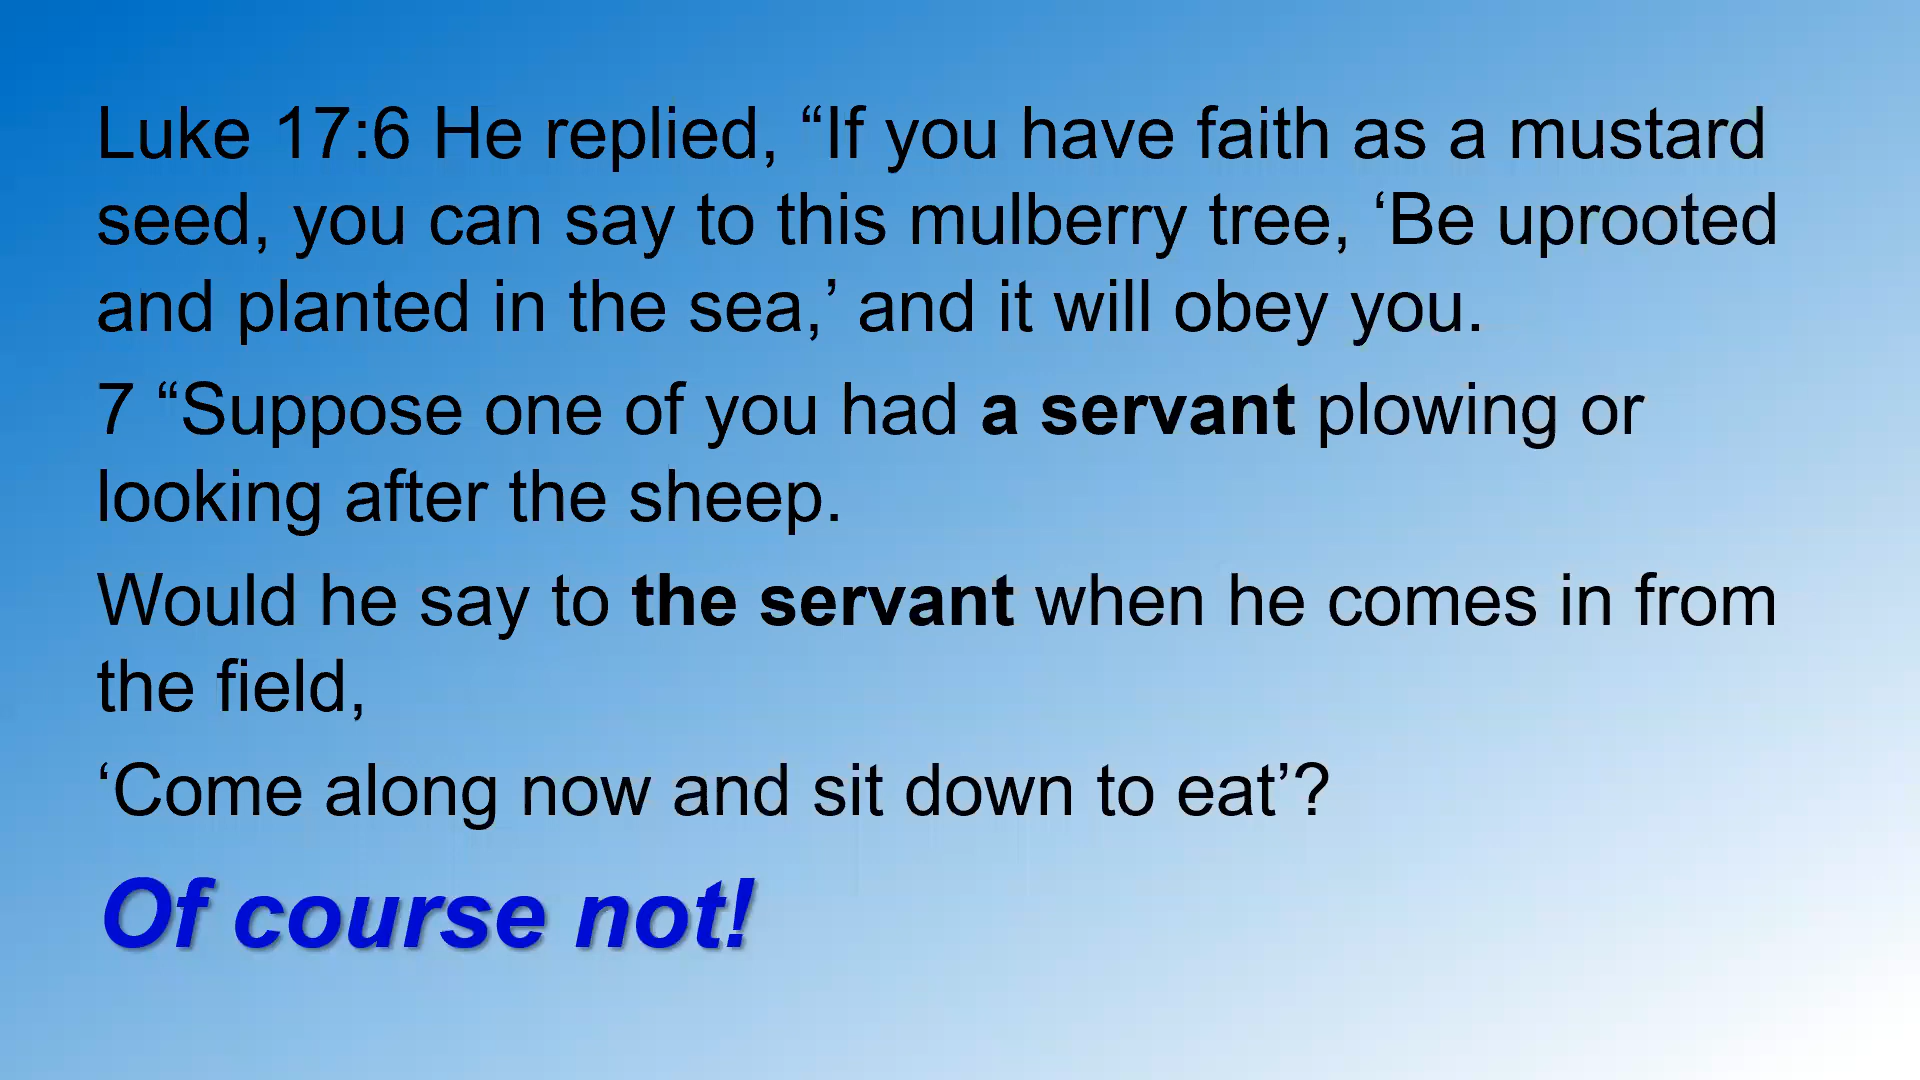 Luke 17:6 He replied, “If you have faith as a mustard
seed, you can say to this mulberry tree, ‘Be uprooted
and planted in the sea,’ and it will obey you.
7 “Suppose one of you had a servant plowing or
looking after the sheep.
Would he say to the servant when he comes in from
the field,
‘Come along now and sit down to eat’?
Of course not!